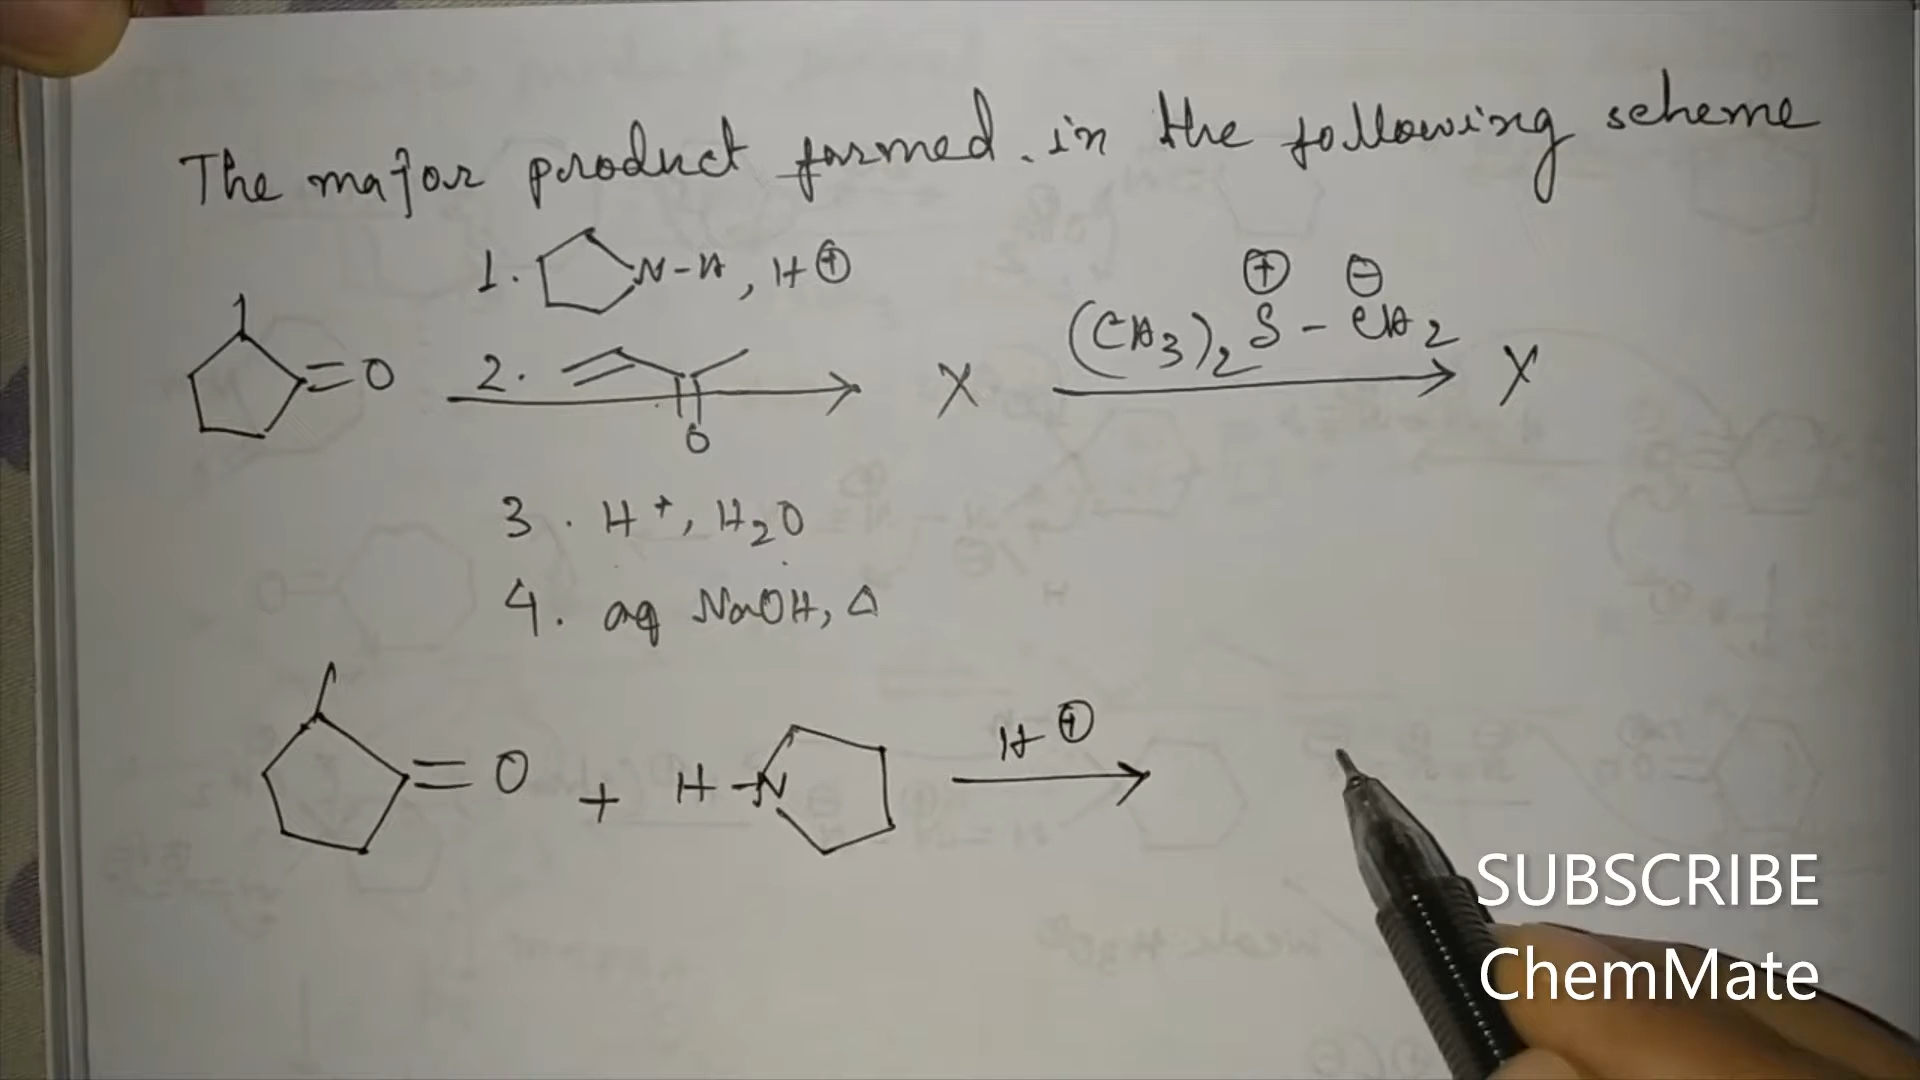 The major product formed in the following scheme
1. N-H, H⊕
(CH3)2 S⊕ - CH2⊖
O 2. X Y
O
3. H+, H2O
4. aq NaOH, Δ
O + H-N H⊕
SUBSCRIBE
ChemMate